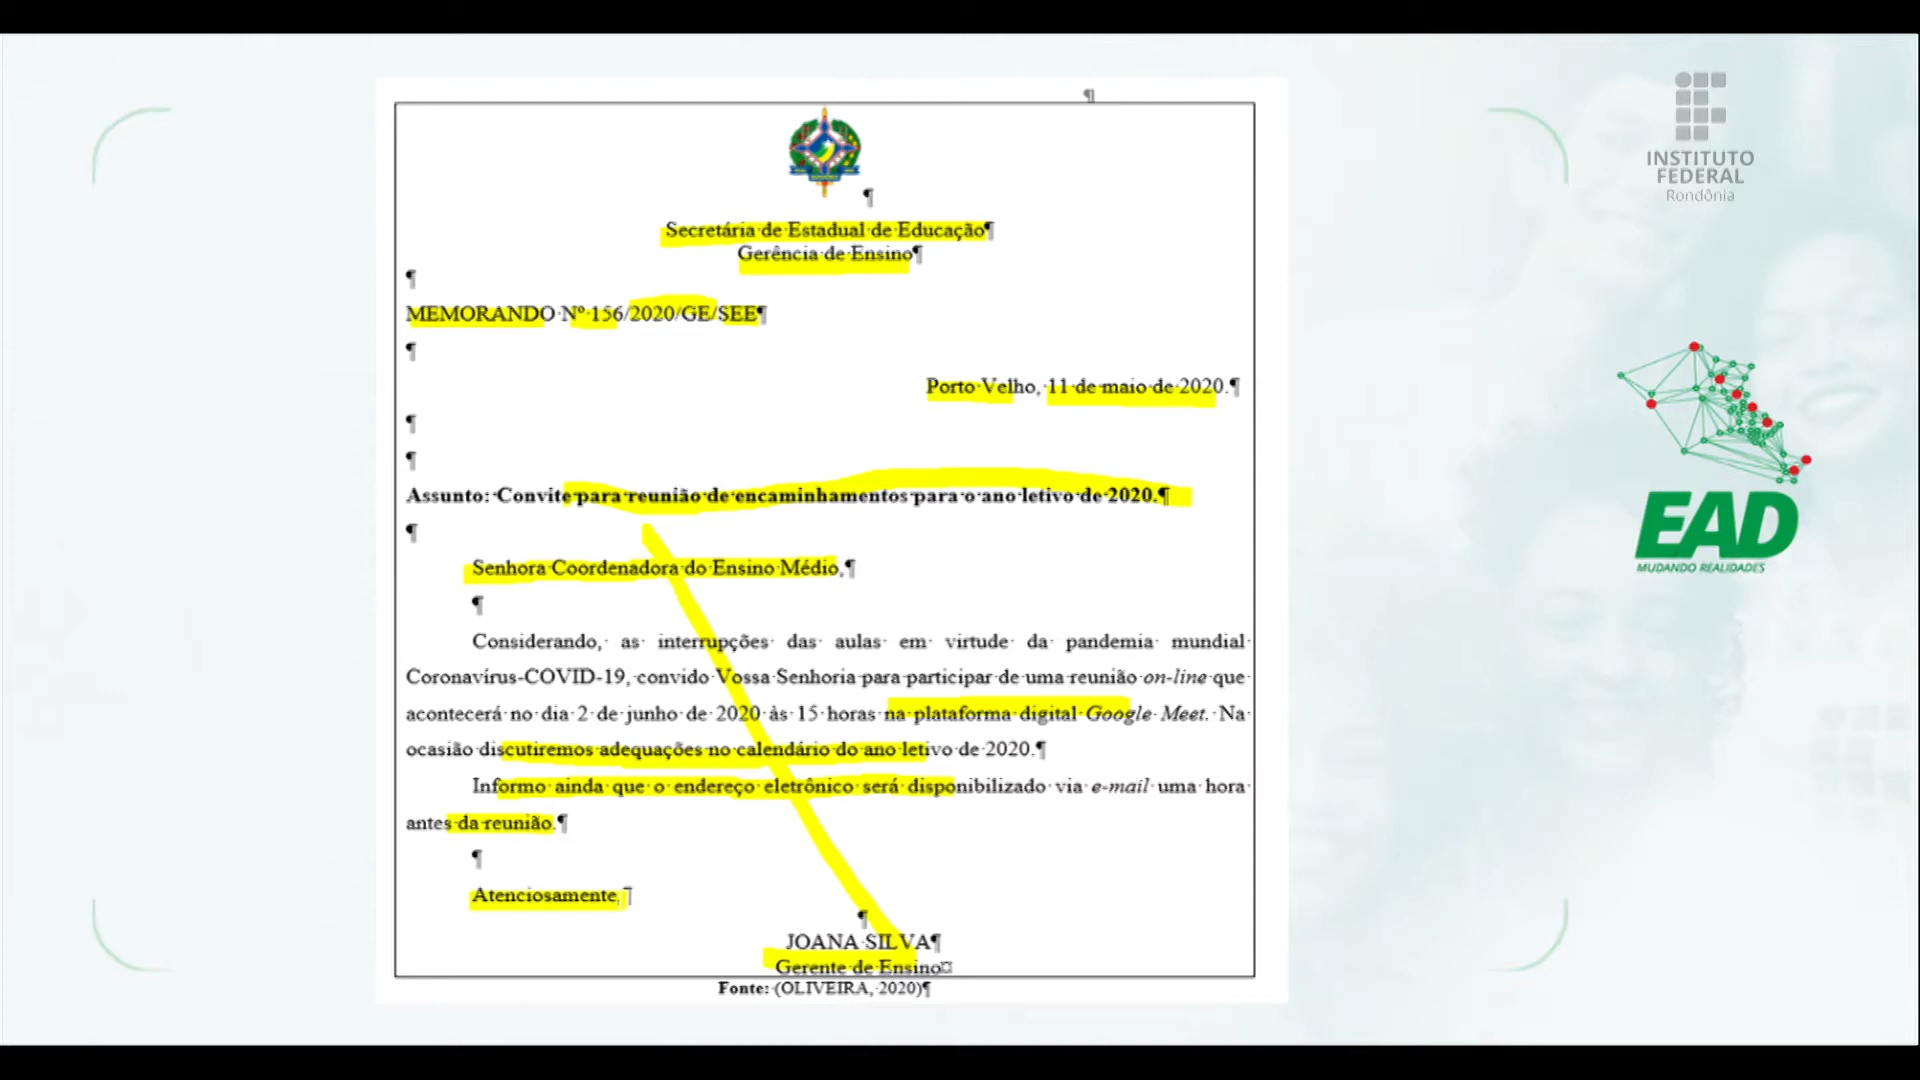 Secretária de Estadual de Educação
Gerência de Ensino
MEMORANDO Nº 156/2020/GE/SEE
Porto Velho, 11 de maio de 2020.
Assunto: Convite para reunião de encaminhamentos para o ano letivo de 2020.
Senhora Coordenadora do Ensino Médio,
Considerando, as interrupções das aulas em virtude da pandemia mundial
Coronavírus-COVID-19, convido Vossa Senhoria para participar de uma reunião on-line que
acontecerá no dia 2 de junho de 2020 às 15 horas na plataforma digital Google Meet. Na
ocasião discutiremos adequações no calendário do ano letivo de 2020.
Informo ainda que o endereço eletrônico será disponibilizado via e-mail uma hora
antes da reunião.
Atenciosamente,
JOANA SILVA
Gerente de Ensino
Fonte: (OLIVEIRA, 2020)
INSTITUTO
FEDERAL
Rondônia
EAD
MUDANDO REALIDADES